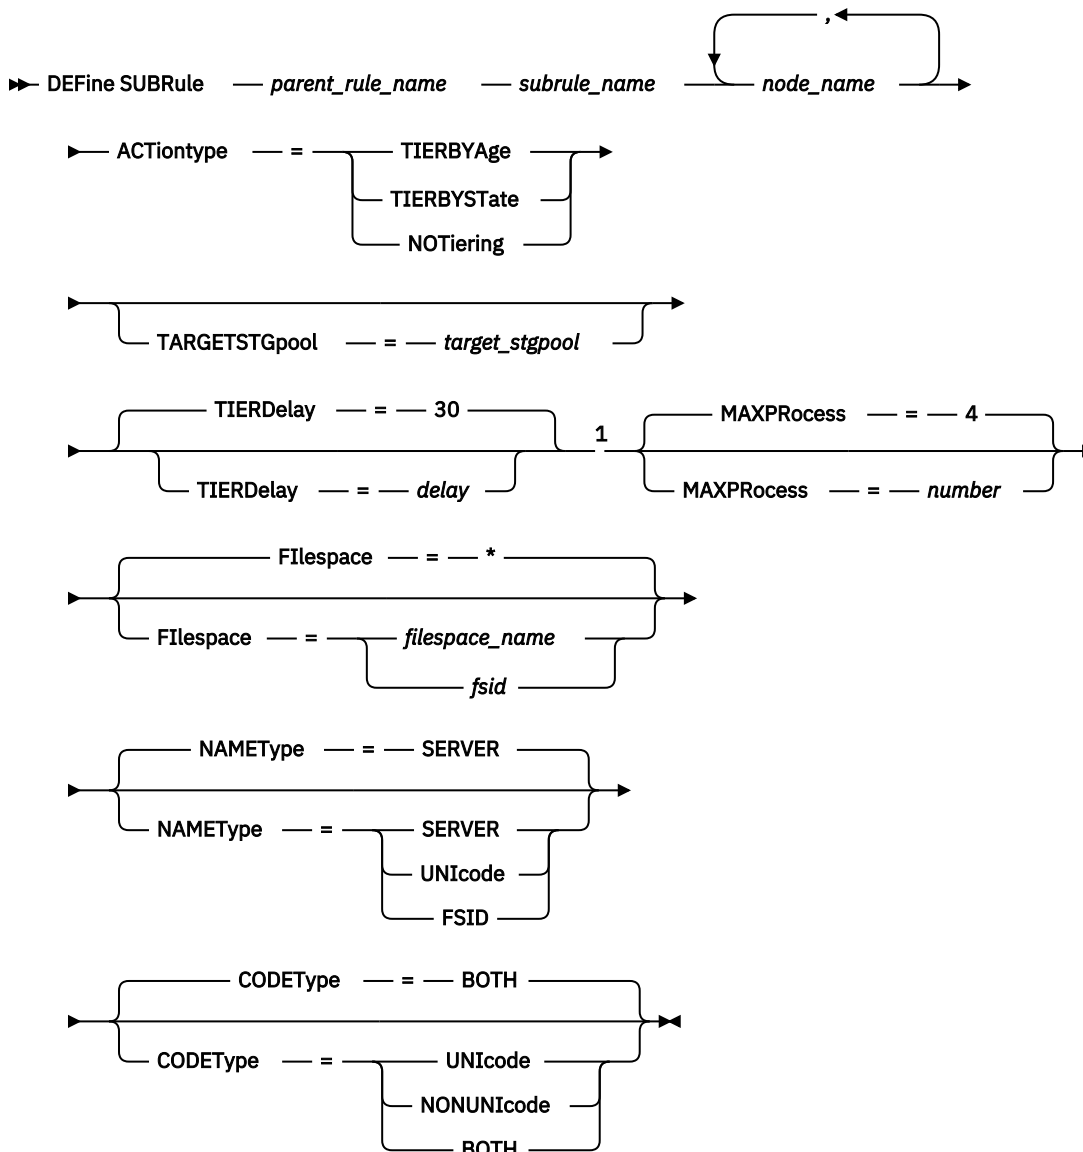 ,
DEFine SUBRule parent_rule_name subrule_name node_name
ACTiontype = TIERBYAge
TIERBYSTate
NOTiering
TARGETSTGpool = target_stgpool
TIERDelay = 30
1
MAXPRocess = 4
TIERDelay = delay
MAXPRocess = number
FIlespace = *
FIlespace = filespace_name
fsid
NAMEType = SERVER
NAMEType = SERVER
UNIcode
FSID
CODEType = BOTH
CODEType = UNIcode
NONUNIcode
BOTH